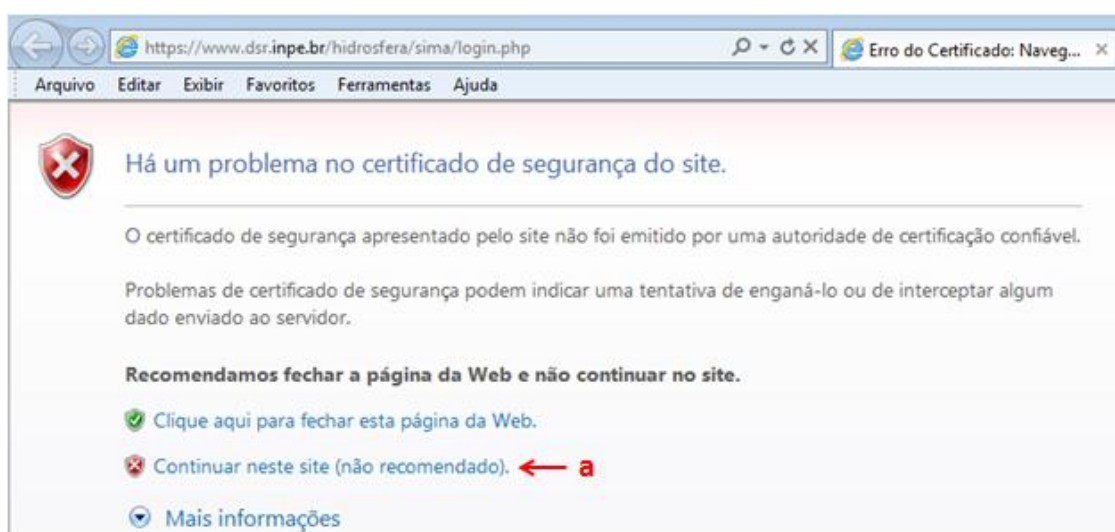 https://www.dsr.inpe.br/hidrosfera/sima/login.php
Erro do Certificado: Naveg...
Arquivo Editar Exibir Favoritos Ferramentas Ajuda
Há um problema no certificado de segurança do site.
O certificado de segurança apresentado pelo site não foi emitido por uma autoridade de certificação confiável.
Problemas de certificado de segurança podem indicar uma tentativa de enganá-lo ou de interceptar algum
dado enviado ao servidor.
Recomendamos fechar a página da Web e não continuar no site.
Clique aqui para fechar esta página da Web.
Continuar neste site (não recomendado). a
Mais informações